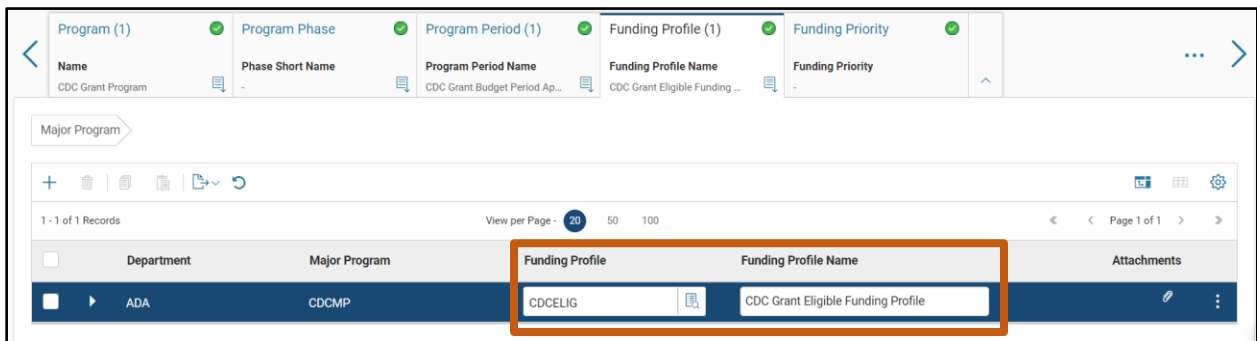 Program (1) Program Phase Program Period (1) Funding Profile (1) Funding Priority
Name Phase Short Name Program Period Name Funding Profile Name Funding Priority
CDC Grant Program - CDC Grant Budget Period Ap... CDC Grant Eligible Funding ... -
...
Major Program
1 - 1 of 1 Records View per Page - 20 50 100 Page 1 of 1
Department Major Program Funding Profile Funding Profile Name Attachments
ADA CDCMP CDCELIG CDC Grant Eligible Funding Profile